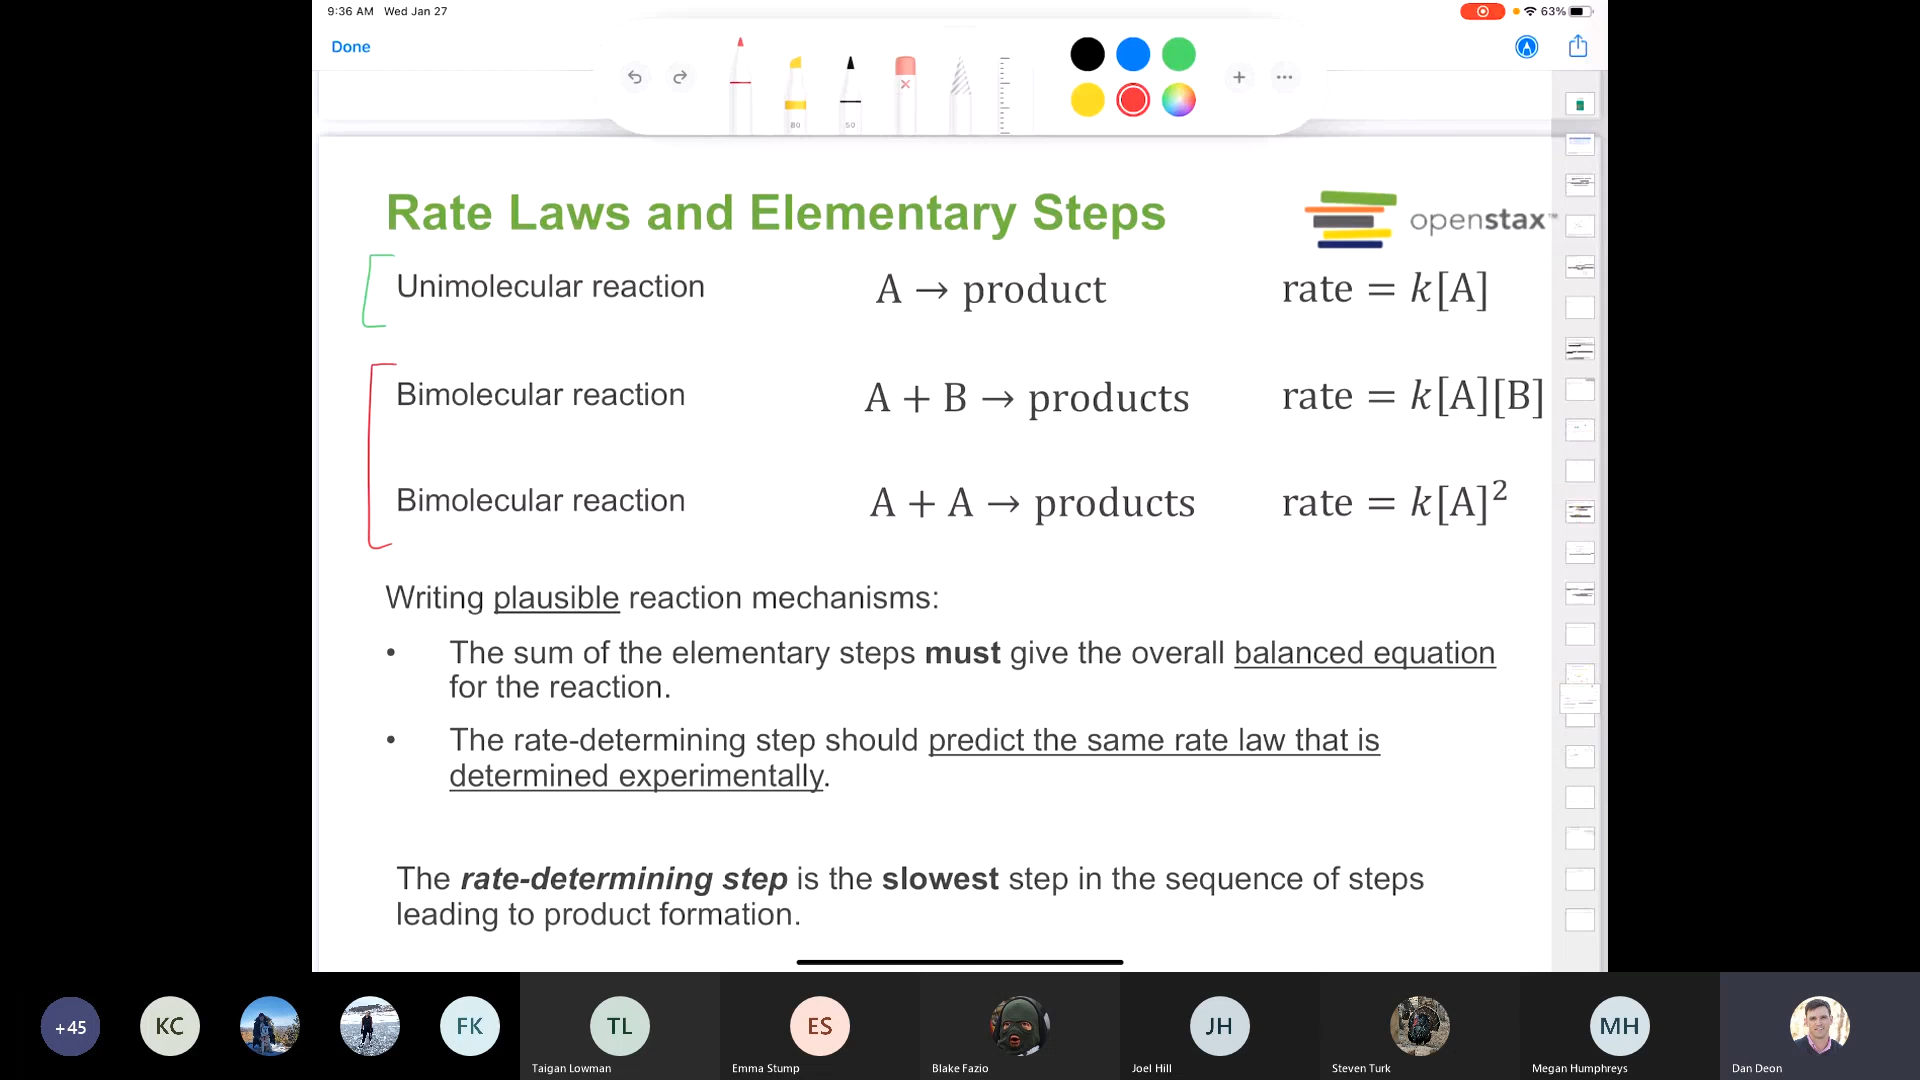 9:36 AM Wed Jan 27
63%
Done
80
50
Rate Laws and Elementary Steps
openstax™
Unimolecular reaction A → product rate = k[A]
Bimolecular reaction A + B → products rate = k[A][B]
Bimolecular reaction A + A → products rate = k[A]²
Writing plausible reaction mechanisms:
• The sum of the elementary steps must give the overall balanced equation
for the reaction.
• The rate-determining step should predict the same rate law that is
determined experimentally.
The rate-determining step is the slowest step in the sequence of steps
leading to product formation.
+45 KC FK TL ES JH MH
Taigan Lowman Emma Stump Blake Fazio Joel Hill Steven Turk Megan Humphreys Dan Deon